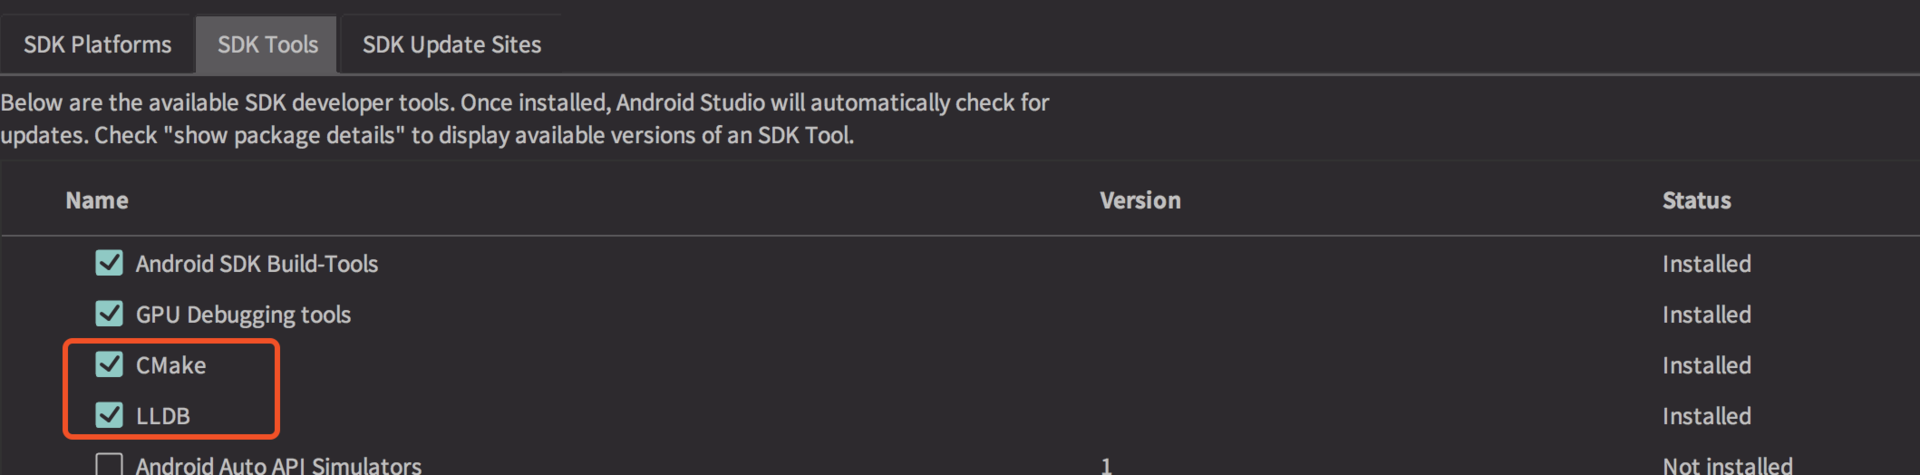 SDK Platforms SDK Tools SDK Update Sites
Below are the available SDK developer tools. Once installed, Android Studio will automatically check for
updates. Check "show package details" to display available versions of an SDK Tool.
Name Version Status
Android SDK Build-Tools Installed
GPU Debugging tools Installed
CMake Installed
LLDB Installed
Android Auto API Simulators 1 Not installed